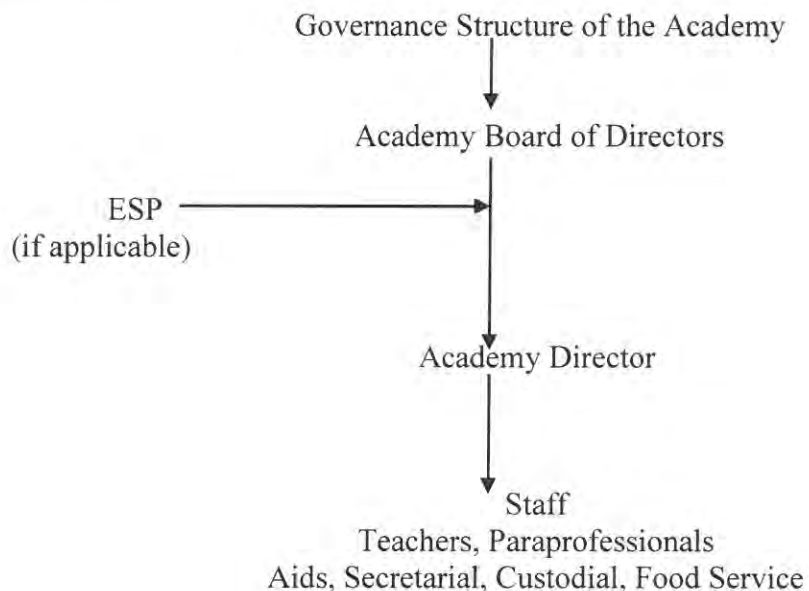 Governance Structure of the Academy
Academy Board of Directors
ESP
(if applicable)
Academy Director
Staff
Teachers, Paraprofessionals
Aids, Secretarial, Custodial, Food Service